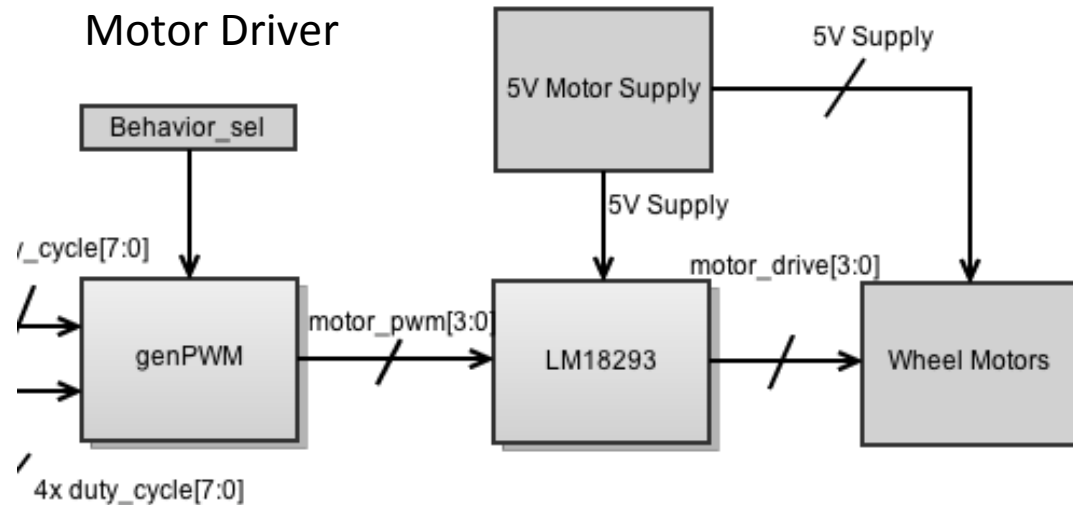 Motor Driver
5V Supply
5V Motor Supply
Behavior_sel
5V Supply
y_cycle[7:0]
motor_drive[3:0]
motor_pwm[3:0]
genPWM
LM18293
Wheel Motors
4x duty_cycle[7:0]